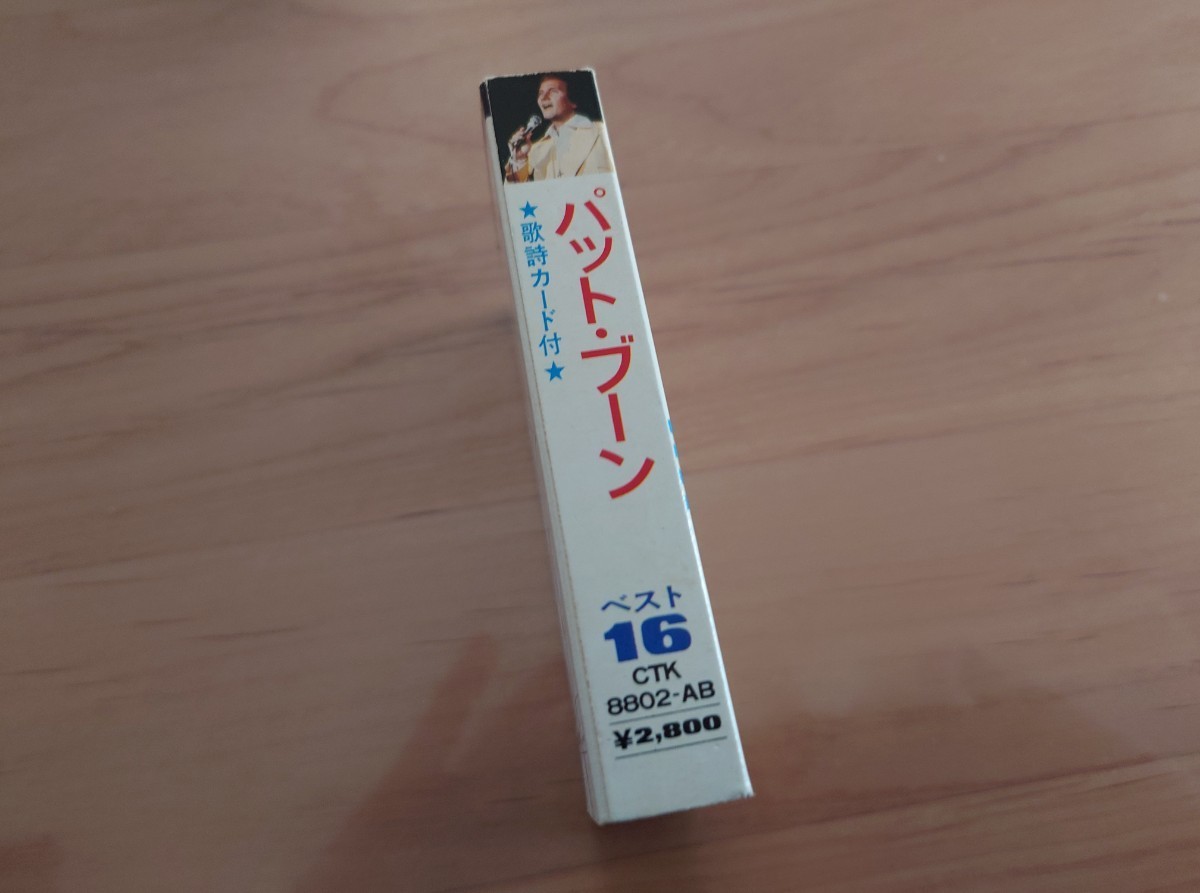 パット・ブーン
★歌詩カード付★
ベスト
16
CTK
8802-AB
¥2,800